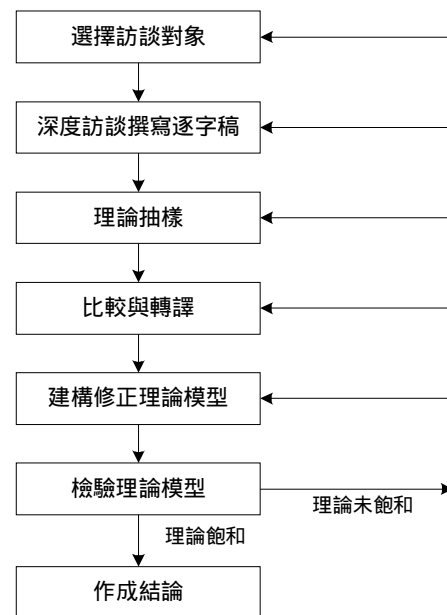 選擇訪談對象
深度訪談撰寫逐字稿
理論抽樣
比較與轉譯
建構修正理論模型
檢驗理論模型
理論未飽和
理論飽和
作成結論